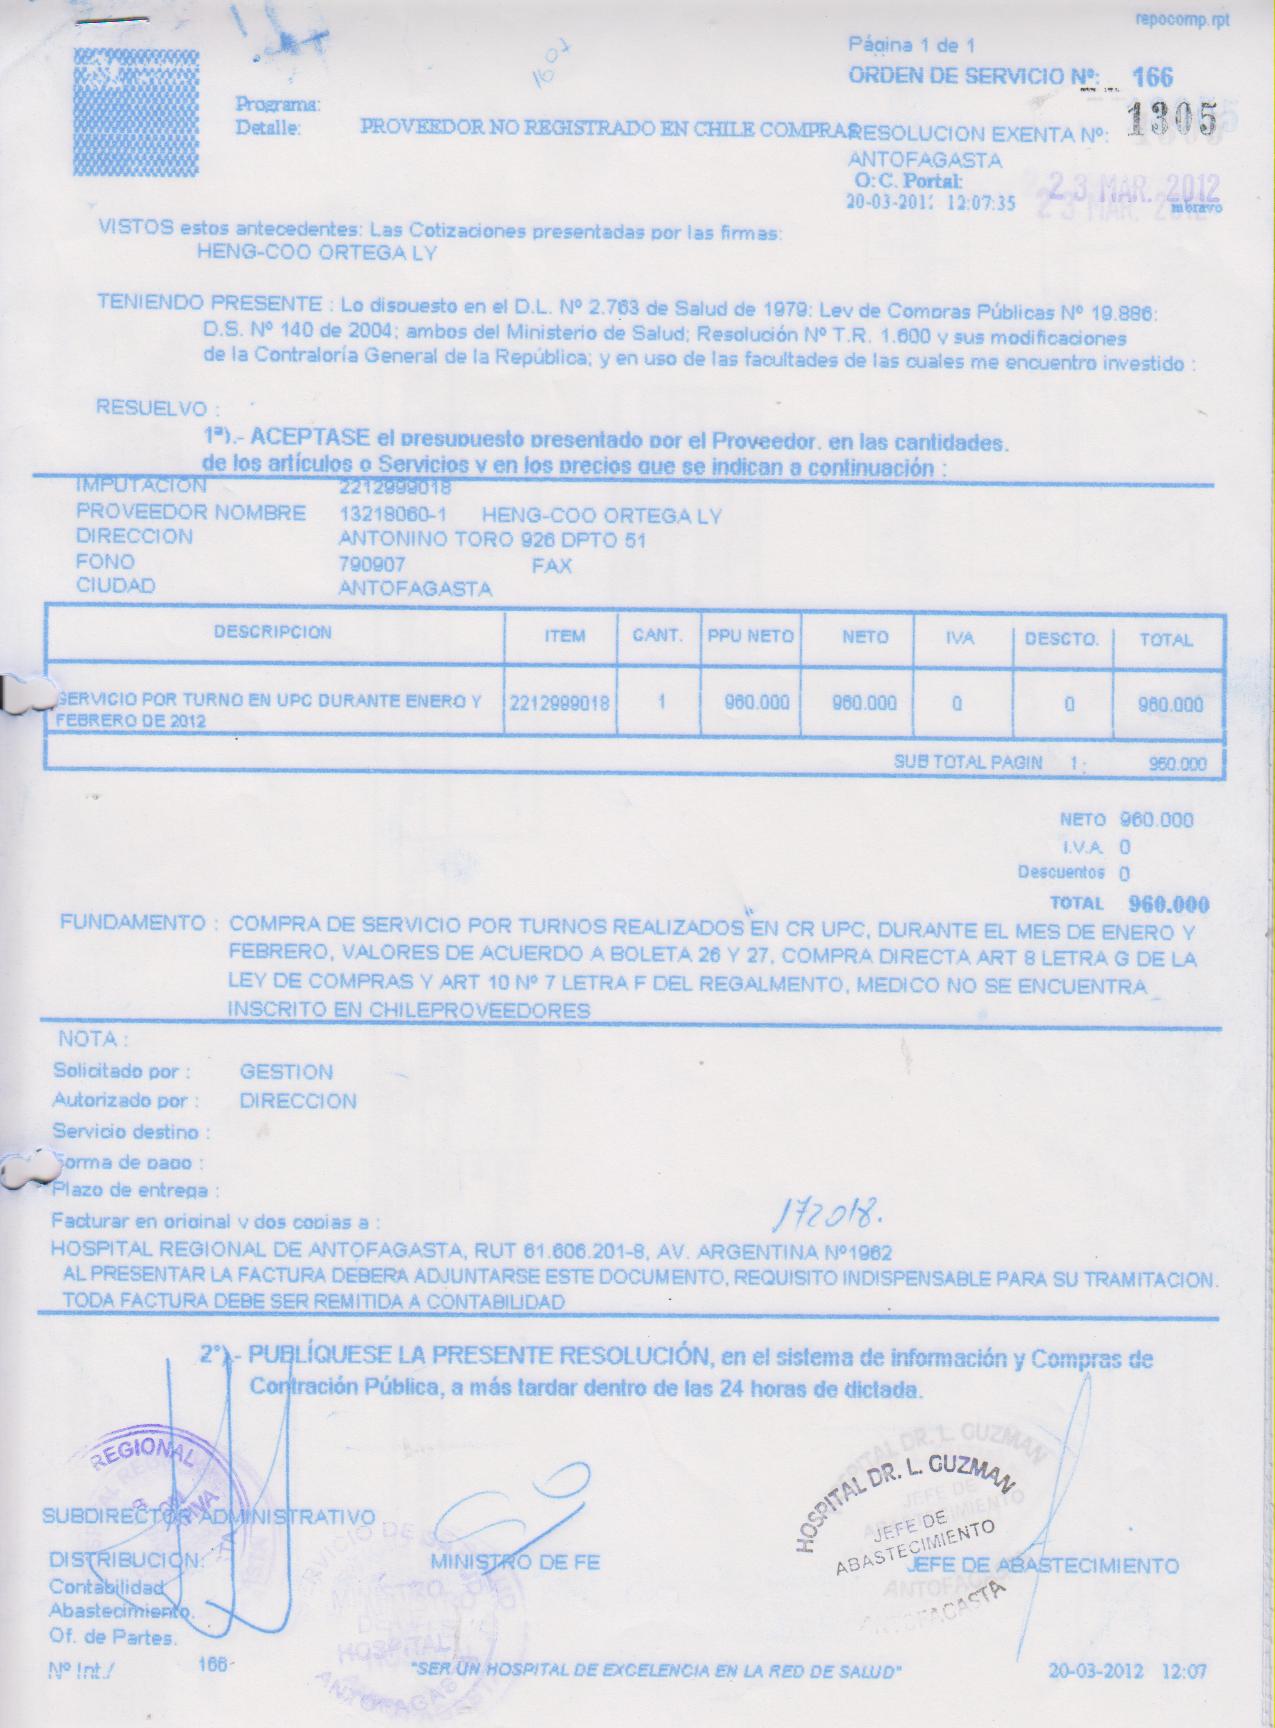 repocomp.rpt
Página 1 de 1
ORDEN DE SERVICIO Nº: 166
1305
Programa:
Detalle: PROVEEDOR NO REGISTRADO EN CHILE COMPRAS
RESOLUCION EXENTA Nº:
ANTOFAGASTA
O:C. Portal:
23 MAR. 2012
20-03-2012 12:07:35
VISTOS estos antecedentes: Las Cotizaciones presentadas por las firmas:
HENG-COO ORTEGA LY
TENIENDO PRESENTE : Lo dispuesto en el D.L. Nº 2.763 de Salud de 1979; Ley de Compras Públicas Nº 19.886;
D.S. Nº 140 de 2004; ambos del Ministerio de Salud; Resolución Nº T.R. 1.600 y sus modificaciones
de la Contraloría General de la República; y en uso de las facultades de las cuales me encuentro investido :
RESUELVO :
1ª).- ACEPTASE el presupuesto presentado por el Proveedor, en las cantidades,
de los artículos o Servicios y en los precios que se indican a continuación :
IMPUTACION 2212999018
PROVEEDOR NOMBRE 13218060-1 HENG-COO ORTEGA LY
DIRECCION ANTONINO TORO 926 DPTO 51
FONO 790907 FAX
CIUDAD ANTOFAGASTA
DESCRIPCION ITEM CANT. PPU NETO NETO IVA DESCTO. TOTAL
SERVICIO POR TURNO EN UPC DURANTE ENERO Y 2212999018 1 960.000 960.000 0 0 960.000
FEBRERO DE 2012
SUB TOTAL PAGIN 1: 960.000
NETO 960.000
I.V.A. 0
Descuentos 0
TOTAL 960.000
FUNDAMENTO : COMPRA DE SERVICIO POR TURNOS REALIZADOS EN CR UPC, DURANTE EL MES DE ENERO Y
FEBRERO, VALORES DE ACUERDO A BOLETA 26 Y 27, COMPRA DIRECTA ART 8 LETRA G DE LA
LEY DE COMPRAS Y ART 10 Nº 7 LETRA F DEL REGALMENTO, MEDICO NO SE ENCUENTRA
INSCRITO EN CHILEPROVEEDORES
NOTA :
Solicitado por : GESTION
Autorizado por : DIRECCION
Servicio destino :
Forma de pago :
Plazo de entrega :
172018.
Facturar en original y dos copias a :
HOSPITAL REGIONAL DE ANTOFAGASTA, RUT 61.606.201-8, AV. ARGENTINA Nº1962
AL PRESENTAR LA FACTURA DEBERA ADJUNTARSE ESTE DOCUMENTO, REQUISITO INDISPENSABLE PARA SU TRAMITACION.
TODA FACTURA DEBE SER REMITIDA A CONTABILIDAD
2°).- PUBLÍQUESE LA PRESENTE RESOLUCIÓN, en el sistema de información y Compras de
Contración Pública, a más tardar dentro de las 24 horas de dictada.
REGIONAL
HOSPITAL DR. L. GUZMAN
JEFE DE
ABASTECIMIENTO
ANTOFAGASTA
SUBDIRECTOR ADMINISTRATIVO
MINISTRO DE FE
JEFE DE ABASTECIMIENTO
DISTRIBUCION:
Contabilidad
Abastecimiento.
Of. de Partes.
MINISTRO
DE FE
HOSPITAL
ANTOFAGASTA
Nº Int./ 166-
"SER UN HOSPITAL DE EXCELENCIA EN LA RED DE SALUD"
20-03-2012 12:07